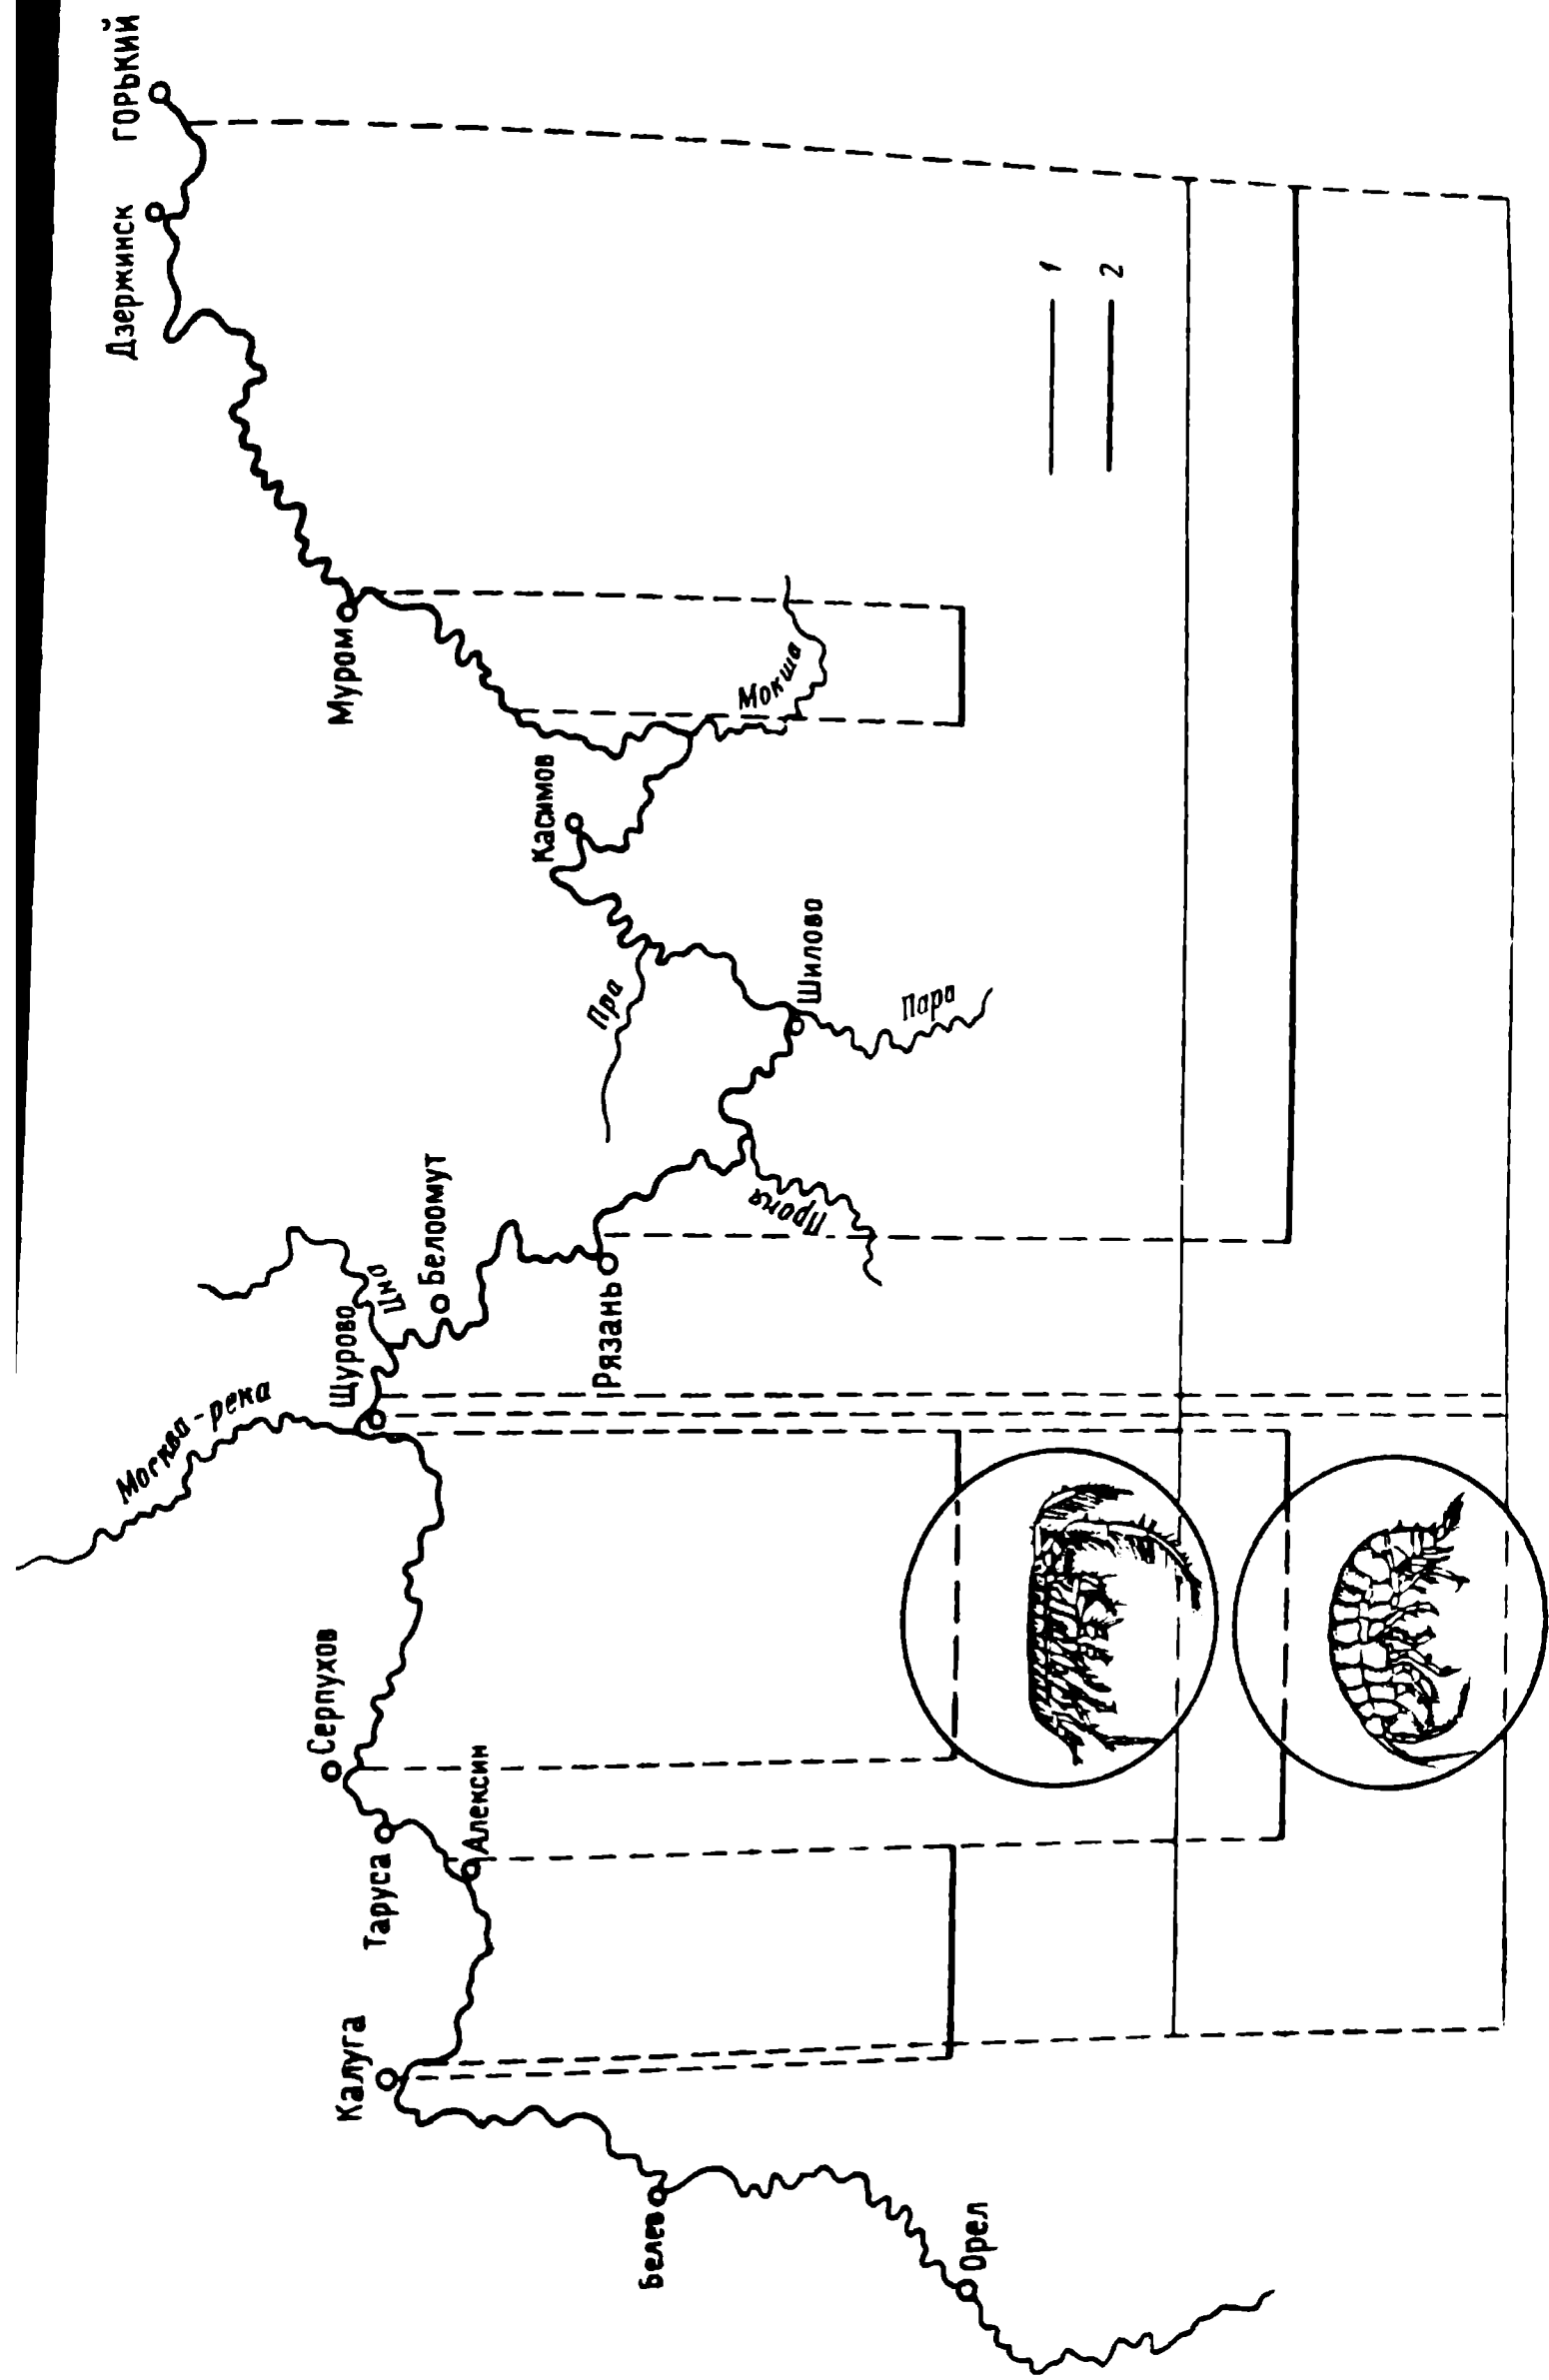 Орел
Белев
Калуга
Таруса
Алексин
Серпухов
Москва-река
Щурово
Цна
Белоомут
Рязань
Проня
Пра
Пара
Шилово
Касимов
Мокша
Муром
Дзержинск
ГОРЬКИЙ
1
2